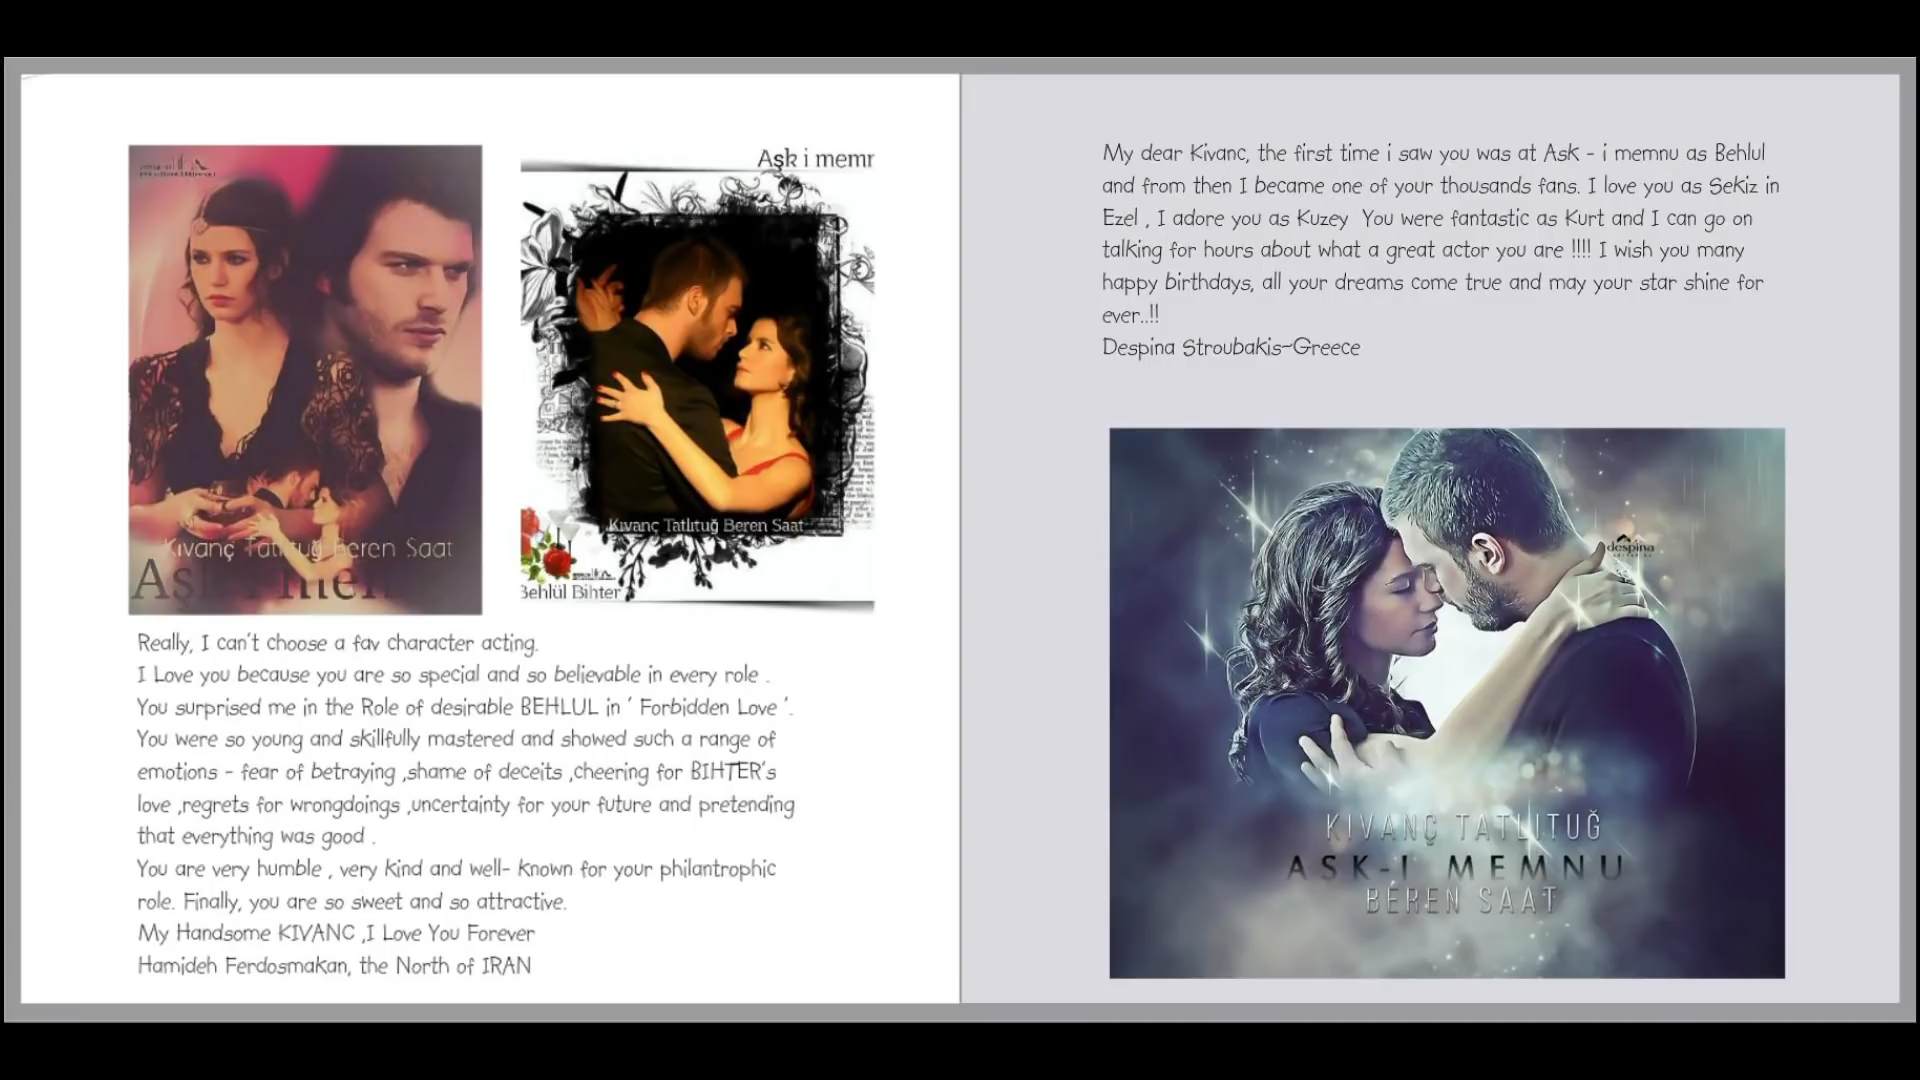 Kıvanç Tatlıtuğ Beren Saat
Aşk i memr
Kıvanç Tatlıtuğ Beren Saat
Behlül Bihter
Really, I can't choose a fav character acting.
I Love you because you are so special and so believable in every role .
You surprised me in the Role of desirable BEHLUL in ' Forbidden Love '.
You were so young and skillfully mastered and showed such a range of
emotions - fear of betraying ,shame of deceits ,cheering for BIHTER's
love ,regrets for wrongdoings ,uncertainty for your future and pretending
that everything was good .
You are very humble , very kind and well- known for your philantrophic
role. Finally, you are so sweet and so attractive.
My Handsome KIVANC ,I Love You Forever
Hamideh Ferdosmakan, the North of IRAN
My dear Kivanc, the first time i saw you was at Ask - i memnu as Behlul
and from then I became one of your thousands fans. I love you as Sekiz in
Ezel , I adore you as Kuzey You were fantastic as Kurt and I can go on
talking for hours about what a great actor you are !!!! I wish you many
happy birthdays, all your dreams come true and may your star shine for
ever..!!
Despina Stroubakis~Greece
despina
KIVANÇ TATLITUĞ
ASK-I MEMNU
BEREN SAAT